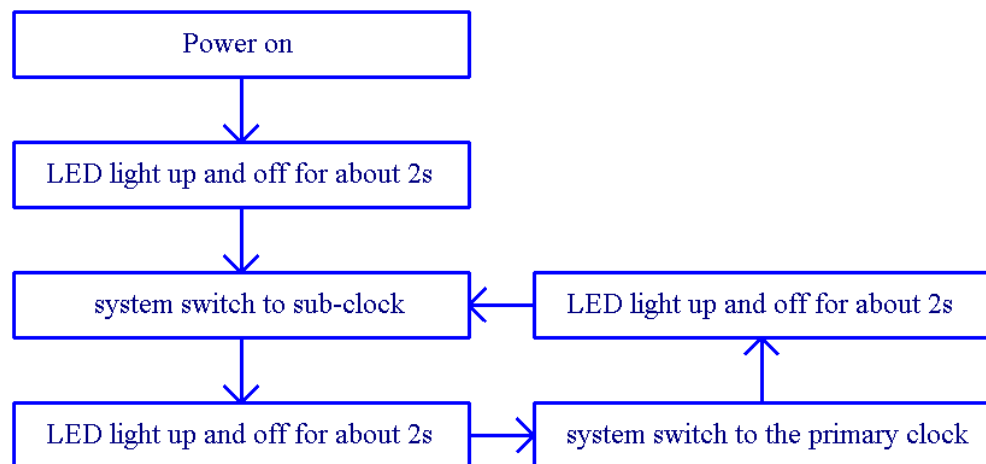 Power on
LED light up and off for about 2s
system switch to sub-clock
LED light up and off for about 2s
LED light up and off for about 2s
system switch to the primary clock